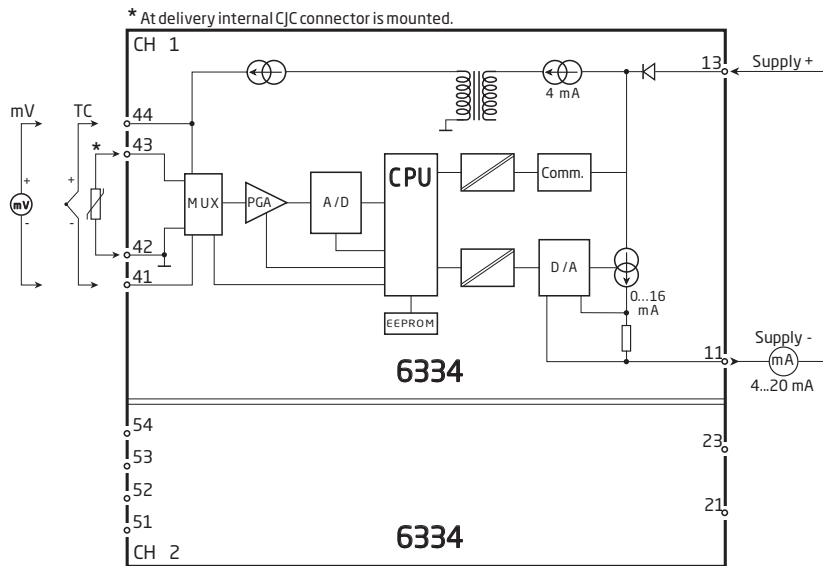 * At delivery internal CJC connector is mounted.
CH 1
13
Supply +
4 mA
mV
TC
44
*
43
+
+
mV
-
-
42
41
MUX
PGA
A/D
CPU
Comm.
D/A
0...16
mA
EEPROM
Supply -
11
mA
4...20 mA
6334
54
53
52
51
23
21
6334
CH 2